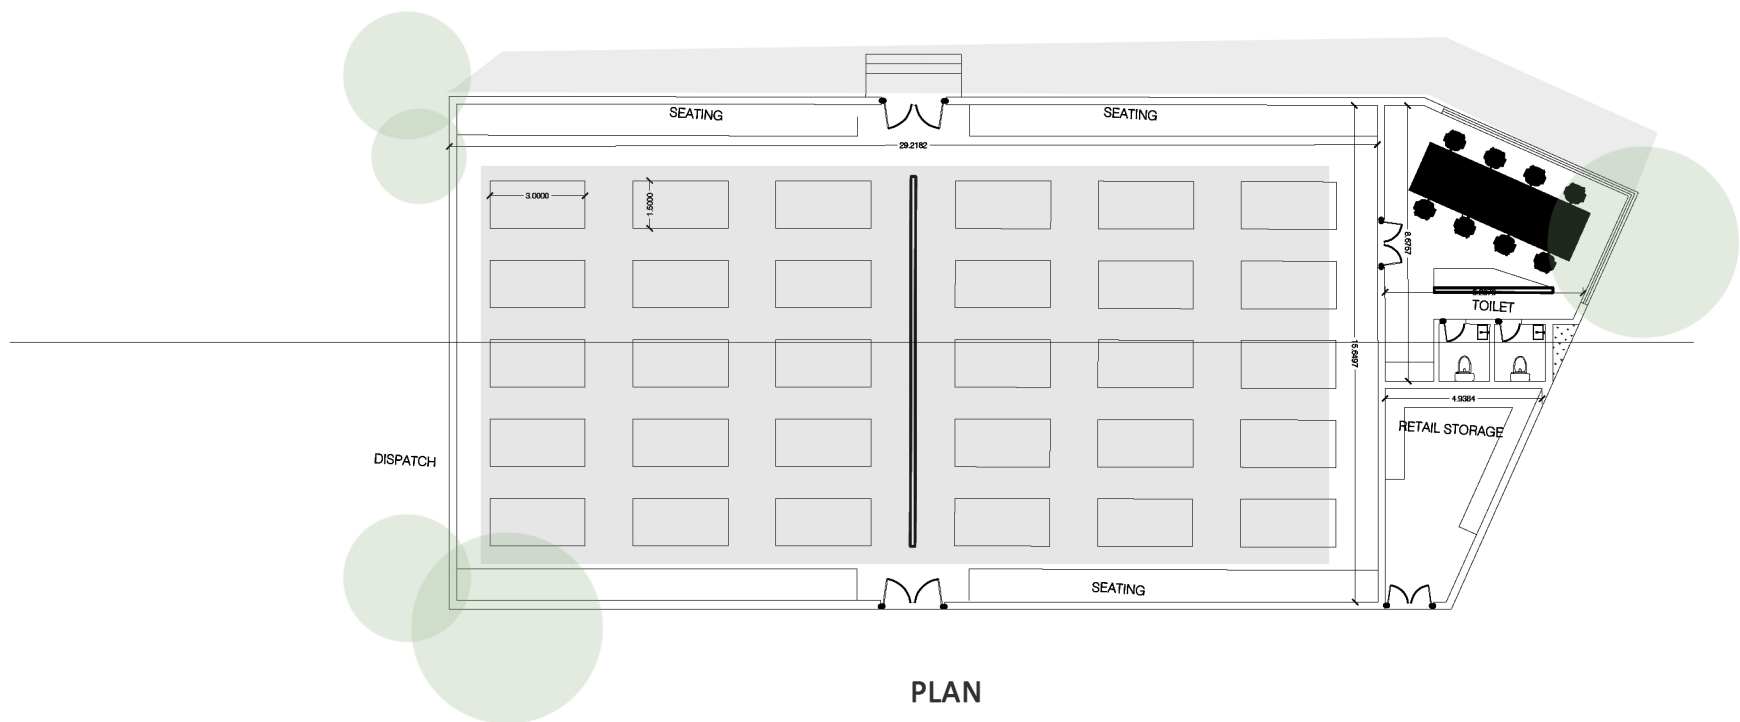 SEATING
SEATING
29.2182
3.0000
1.5000
8.6757
TOILET
15.6497
4.9384
RETAIL STORAGE
DISPATCH
SEATING
PLAN